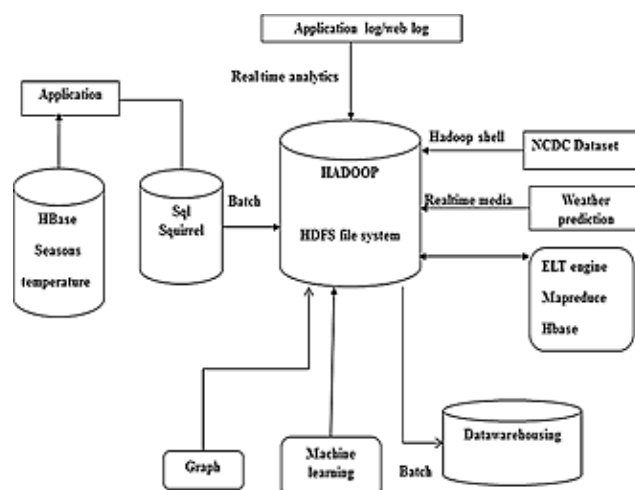 Application log/web log
Realtime analytics
Application
Hadoop shell
NCDC Dataset
HADOOP
HBase
Seasons
temperature
Sql
Squirrel
Batch
HDFS file system
Realtime media
Weather
prediction
ELT engine
Mapreduce
Hbase
Graph
Machine
learning
Batch
Datawarehousing